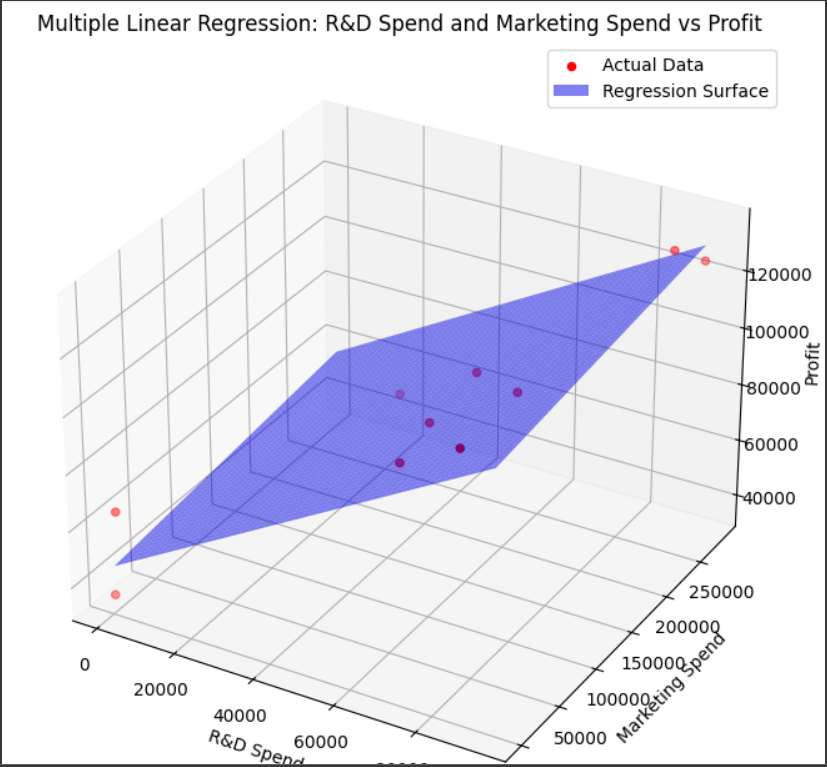 Multiple Linear Regression: R&D Spend and Marketing Spend vs Profit
Actual Data
Regression Surface
120000
100000
80000
60000
40000
Profit
250000
200000
150000
100000
50000
Marketing Spend
0
20000
40000
60000
R&D Spend